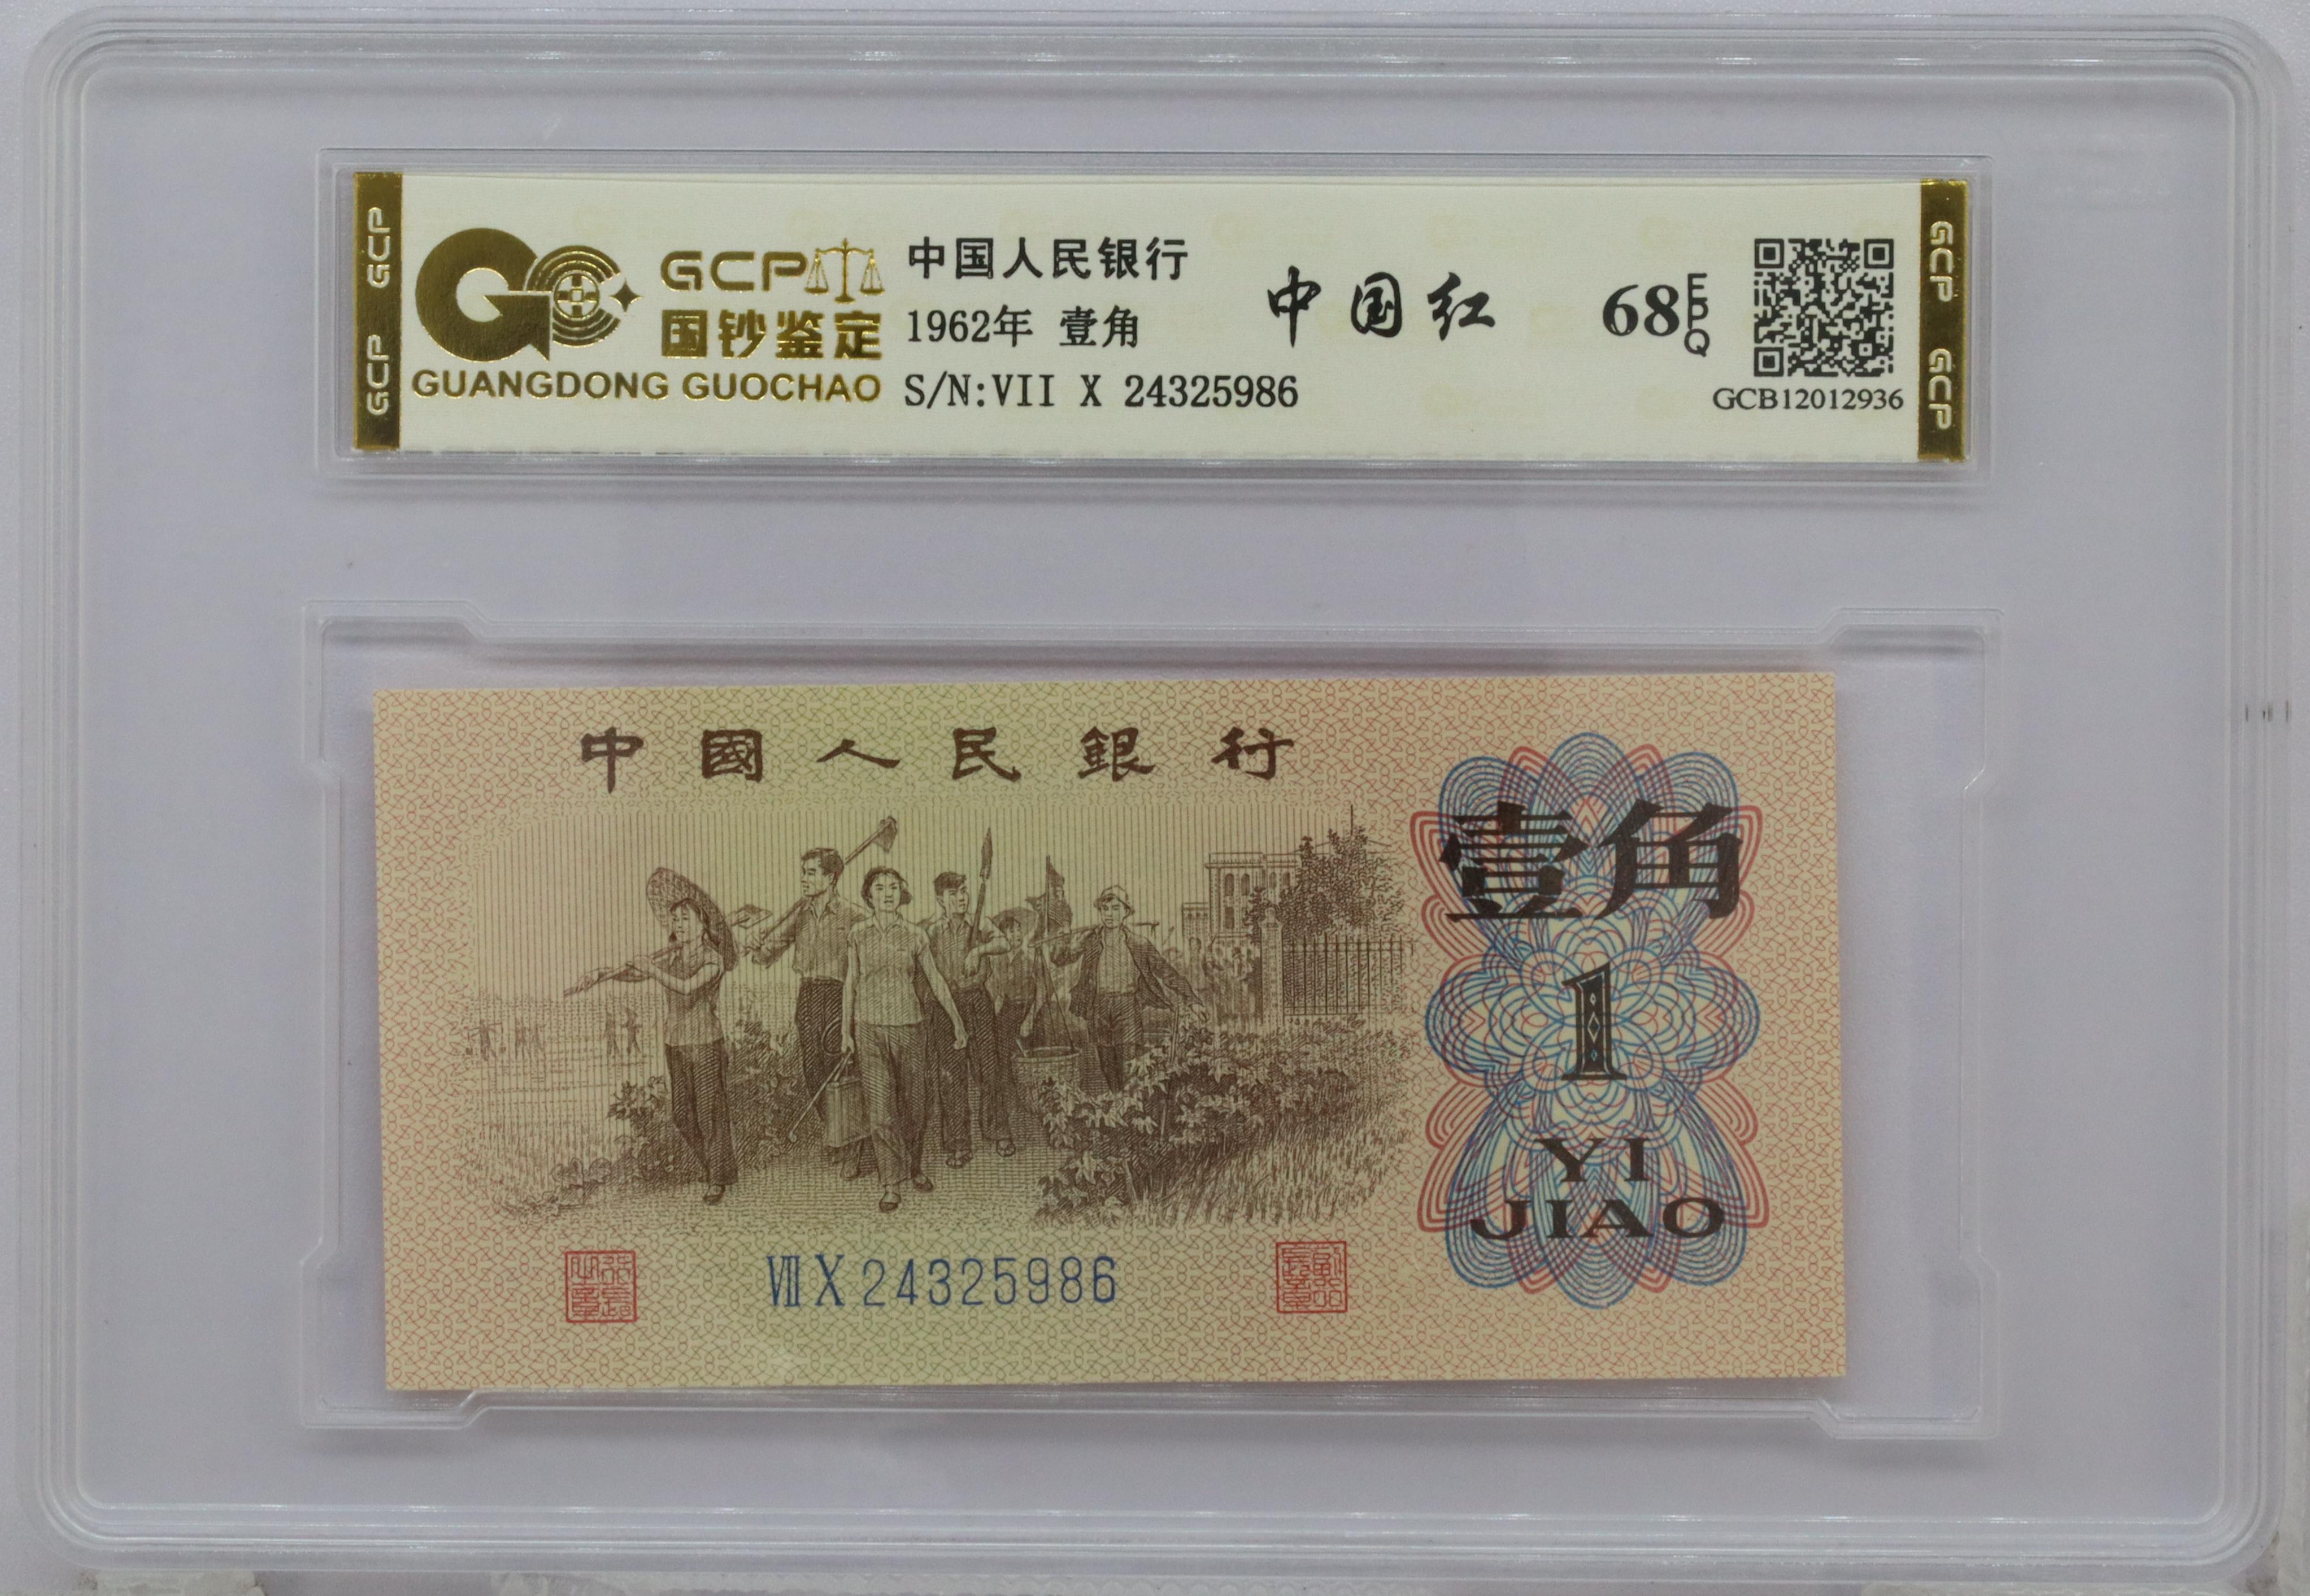 GCP GCP
GCP
国钞鉴定
GUANGDONG GUOCHAO
中国人民银行
1962年 壹角
S/N:VII X 24325986
中国红
68 EPQ
GCB12012936
GCP GCP
中國人民銀行
壹角
1
YI
JIAO
VII X 24325986